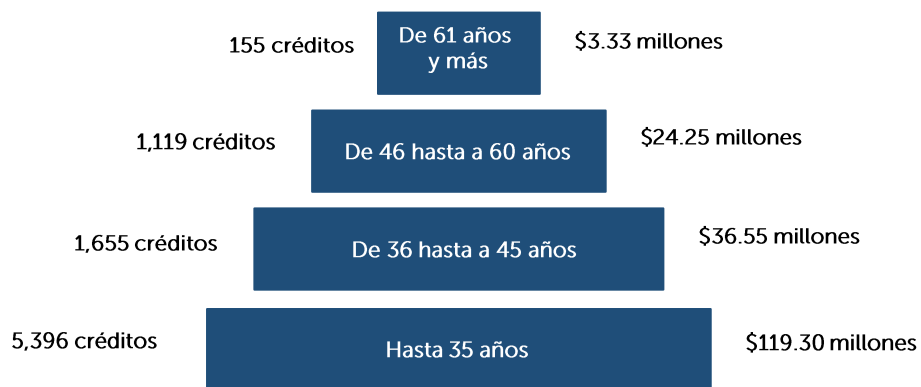 155 créditos
De 61 años
y más
$3.33 millones
1,119 créditos
De 46 hasta a 60 años
$24.25 millones
1,655 créditos
De 36 hasta a 45 años
$36.55 millones
5,396 créditos
Hasta 35 años
$119.30 millones